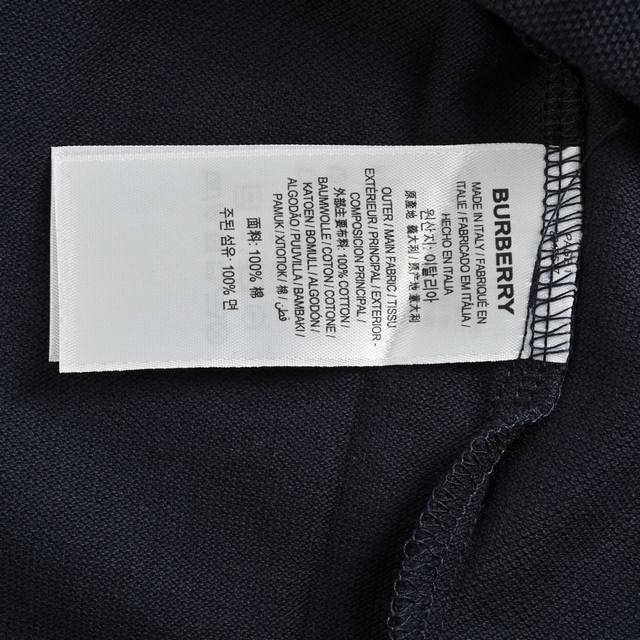 BURBERRY
MADE IN ITALY / FABRIQUÉ EN
ITALIE / FABRICADO EM ITÁLIA /
HECHO EN ITALIA
원산지: 이탈리아
原產地 義大利 / 原产地 意大利
OUTER / MAIN FABRIC / TISSU
EXTÉRIEUR / PRINCIPAL / EXTERIOR -
COMPOSICIÓN PRINCIPAL /
外部主要布料: 100% COTTON /
BAUMWOLLE / COTON / COTONE /
KATOEN / BOMULL / ALGODÓN /
ALGODÃO / PUUVILLA / BAMBAKI /
PAMUK / ХЛОПОК / 棉 / قطن
面料: 100% 棉
주된 섬유: 100% 면